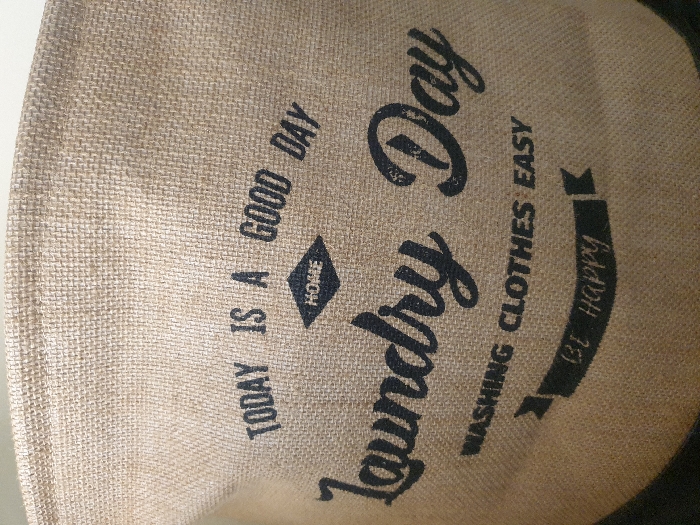 TODAY IS A GOOD DAY
HOME
Laundry Day
WASHING CLOTHES EASY
BE HAPPY